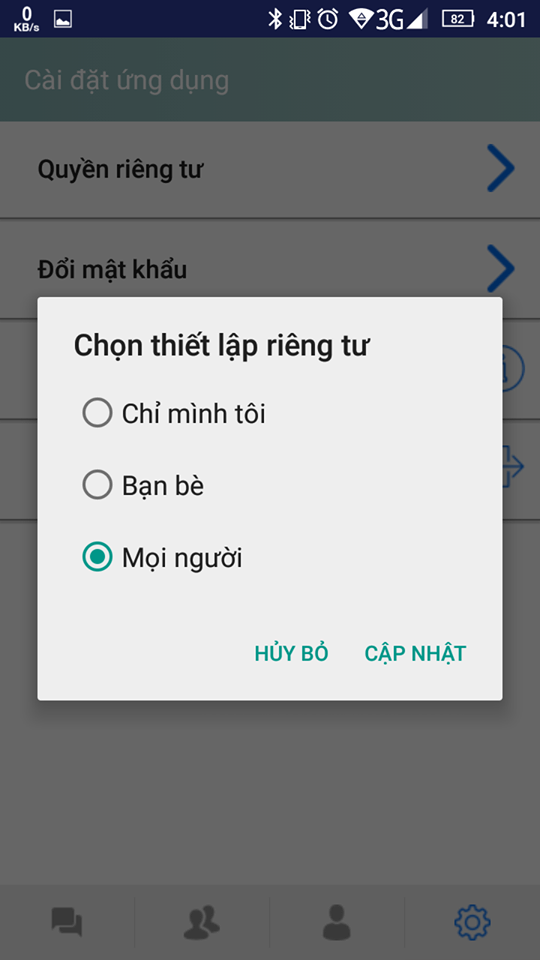 0
KB/s
3G
82
4:01
Cài đặt ứng dụng
Quyền riêng tư
Đổi mật khẩu
Chọn thiết lập riêng tư
Chỉ mình tôi
Bạn bè
Mọi người
HỦY BỎ CẬP NHẬT